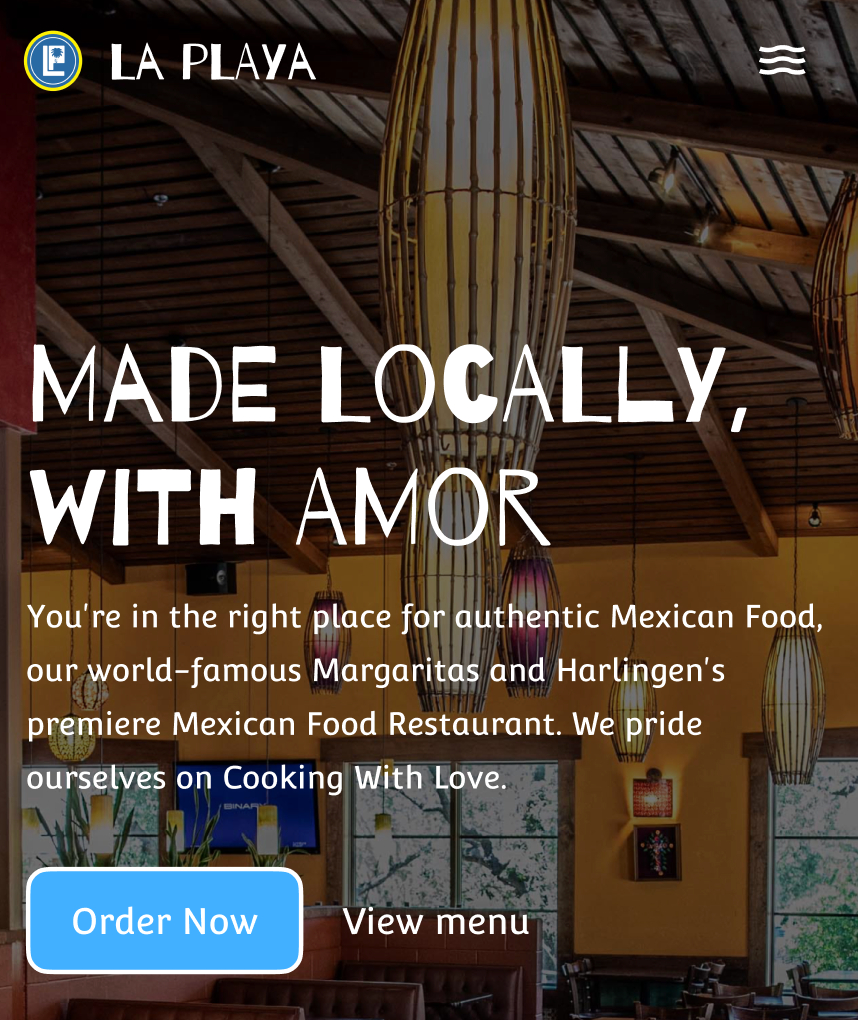 LP
LA PLAYA
MADE LOCALLY,
WITH AMOR
You're in the right place for authentic Mexican Food,
our world-famous Margaritas and Harlingen's
premiere Mexican Food Restaurant. We pride
ourselves on Cooking With Love.
BINARY
Order Now
View menu